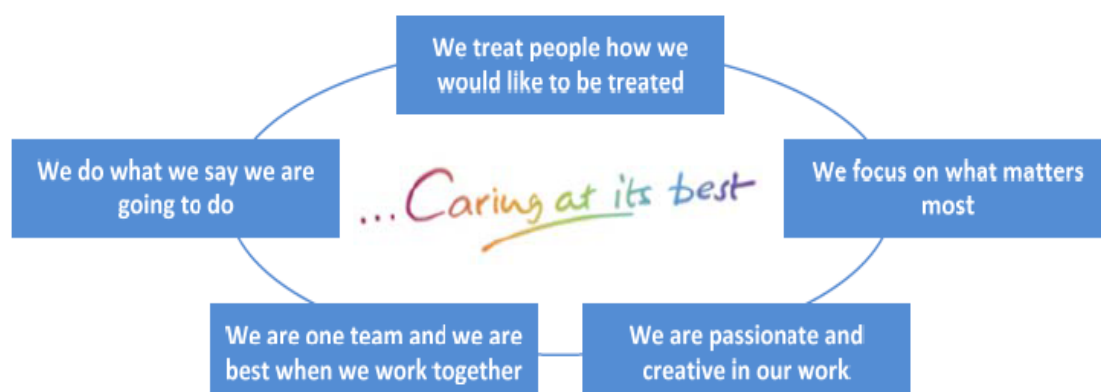 We treat people how we
would like to be treated
We do what we say we are
going to do
...Caring at its best
We focus on what matters
most
We are one team and we are
best when we work together
We are passionate and
creative in our work